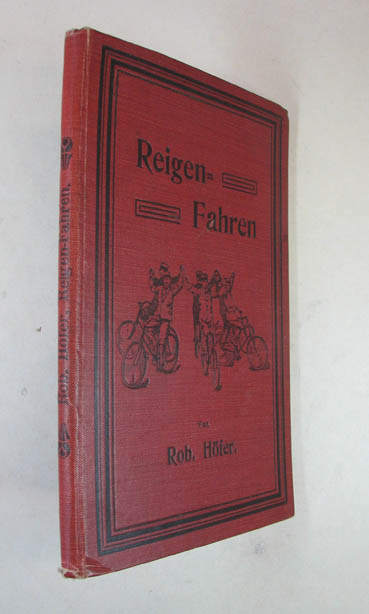 Reigen=
Fahren
Von
Rob. Höfer.
Rob. Höfer, Reigen-Fahren.